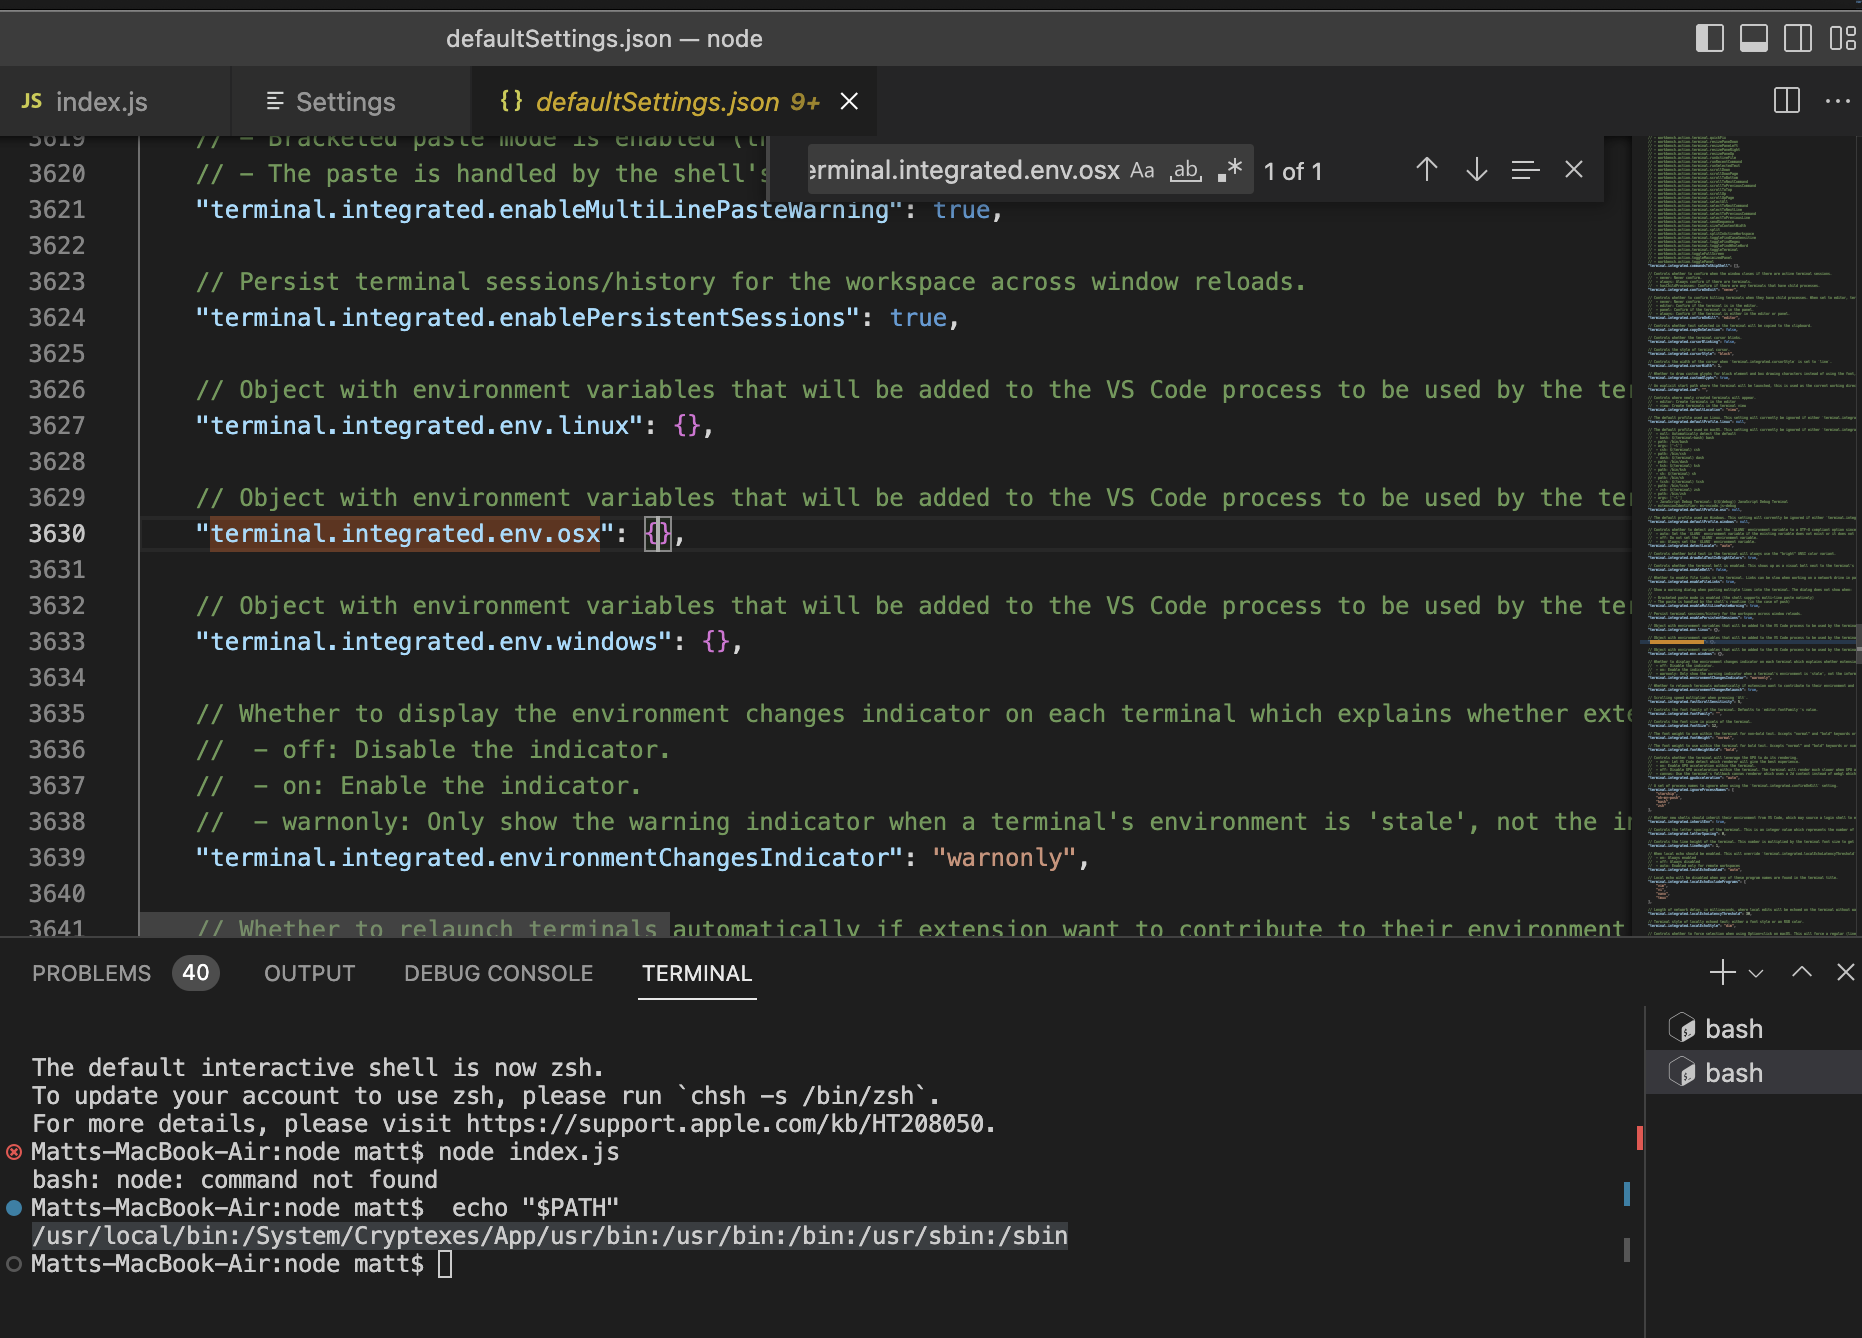 defaultSettings.json — node
JS index.js
Settings
{} defaultSettings.json 9+
erminal.integrated.env.osx Aa ab .* 1 of 1
3619 // - Bracketed paste mode is enabled
3620 // - The paste is handled by the shell's
3621 "terminal.integrated.enableMultiLinePasteWarning": true,
3622
3623 // Persist terminal sessions/history for the workspace across window reloads.
3624 "terminal.integrated.enablePersistentSessions": true,
3625
3626 // Object with environment variables that will be added to the VS Code process to be used by the ter
3627 "terminal.integrated.env.linux": {},
3628
3629 // Object with environment variables that will be added to the VS Code process to be used by the ter
3630 "terminal.integrated.env.osx": {},
3631
3632 // Object with environment variables that will be added to the VS Code process to be used by the ter
3633 "terminal.integrated.env.windows": {},
3634
3635 // Whether to display the environment changes indicator on each terminal which explains whether exte
3636 //  - off: Disable the indicator.
3637 //  - on: Enable the indicator.
3638 //  - warnonly: Only show the warning indicator when a terminal's environment is 'stale', not the in
3639 "terminal.integrated.environmentChangesIndicator": "warnonly",
3640
3641 // Whether to relaunch terminals automatically if extension want to contribute to their environment
PROBLEMS 40 OUTPUT DEBUG CONSOLE TERMINAL
bash
bash
The default interactive shell is now zsh.
To update your account to use zsh, please run `chsh -s /bin/zsh`.
For more details, please visit https://support.apple.com/kb/HT208050.
Matts-MacBook-Air:node matt$ node index.js
bash: node: command not found
Matts-MacBook-Air:node matt$  echo "$PATH"
/usr/local/bin:/System/Cryptexes/App/usr/bin:/usr/bin:/bin:/usr/sbin:/sbin
Matts-MacBook-Air:node matt$